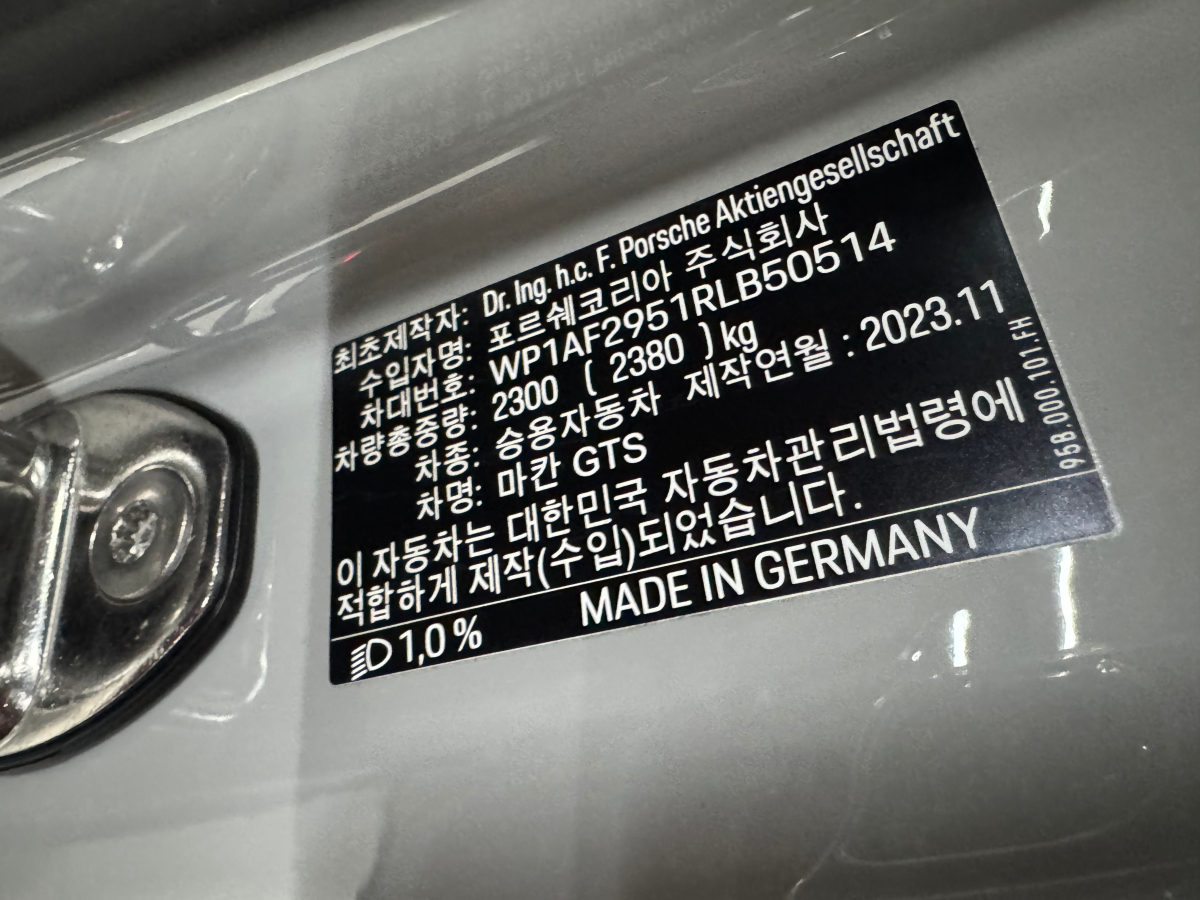 최초제작자: Dr. Ing. h.c. F. Porsche Aktiengesellschaft
수입자명: 포르쉐코리아 주식회사
차대번호: WP1AF2951RLB50514
차량총중량: 2300 ( 2380 ) kg
차종: 승용자동차 제작연월 : 2023.11
차명: 마칸 GTS
이 자동차는 대한민국 자동차관리법령에
적합하게 제작(수입)되었습니다.
95B.000.101.FH
1,0 % MADE IN GERMANY